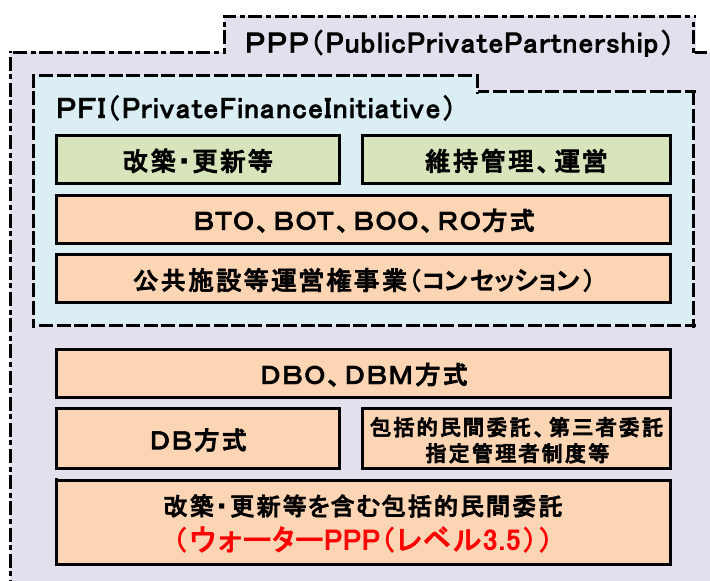 PPP(PublicPrivatePartnership)
PFI(PrivateFinanceInitiative)
改築・更新等
維持管理、運営
BTO、BOT、BOO、RO方式
公共施設等運営権事業(コンセッション)
DBO、DBM方式
DB方式
包括的民間委託、第三者委託
指定管理者制度等
改築・更新等を含む包括的民間委託
(ウォーターPPP(レベル3.5))